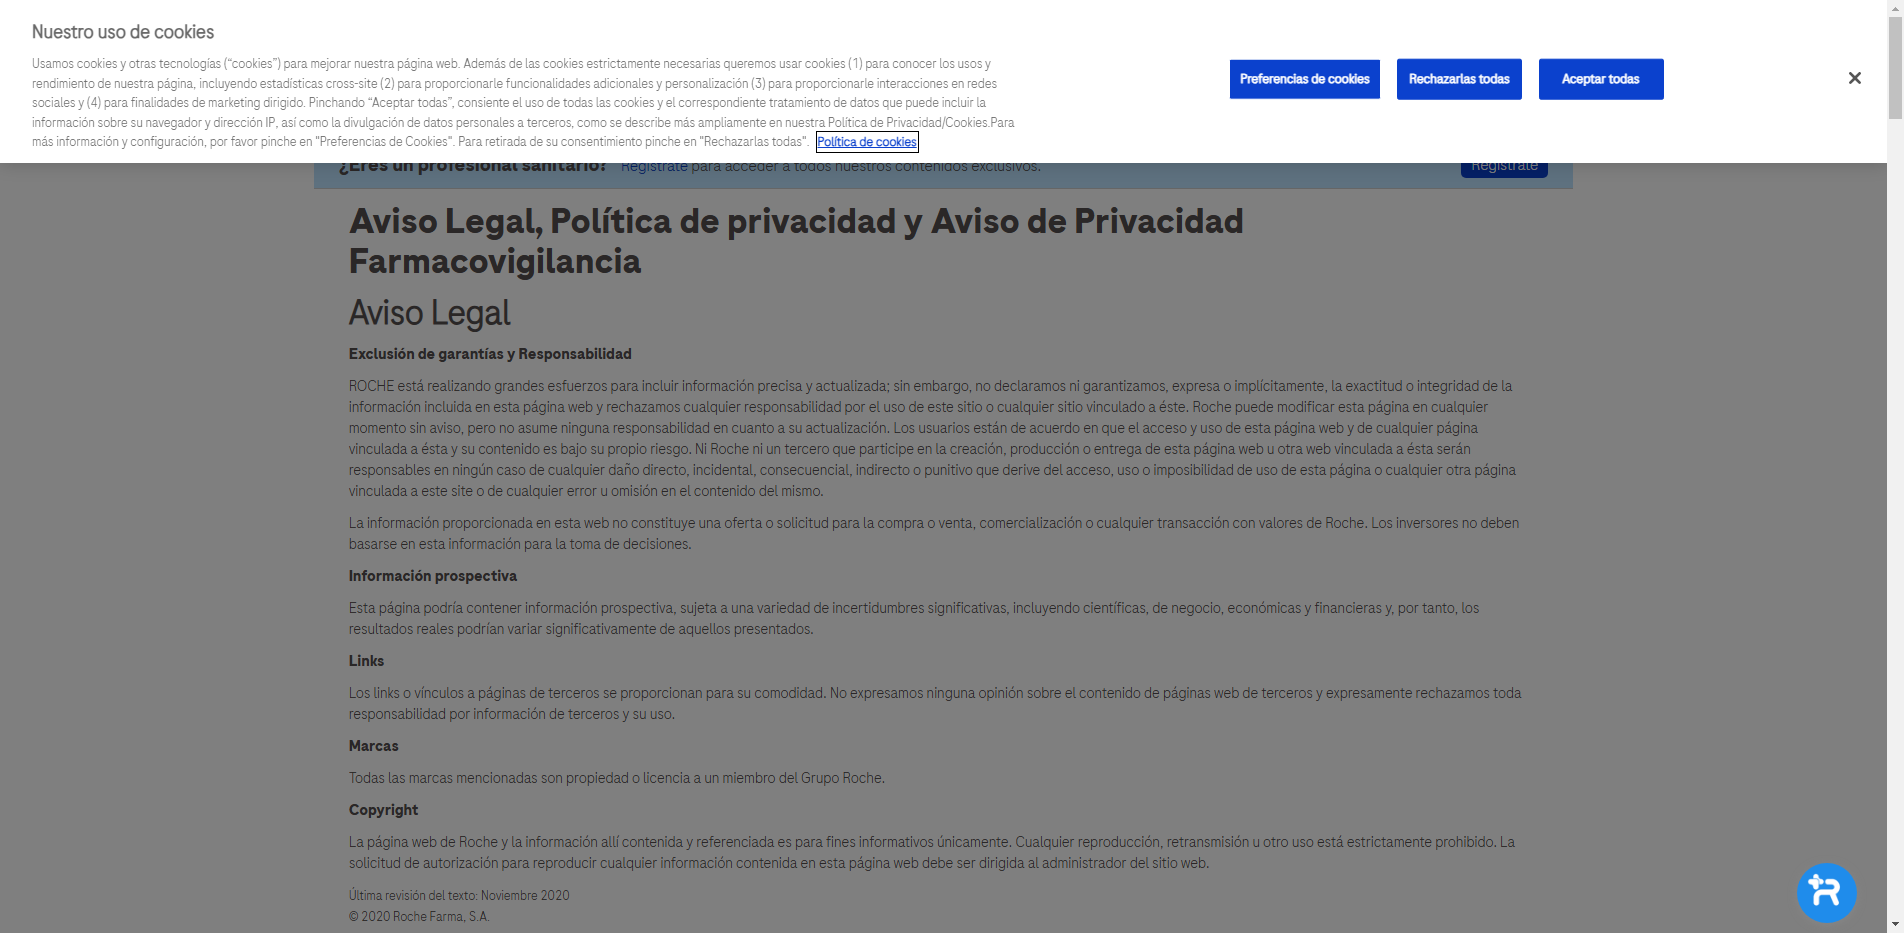 Nuestro uso de cookies
Usamos cookies y otras tecnologías (“cookies”) para mejorar nuestra página web. Además de las cookies estrictamente necesarias queremos usar cookies (1) para conocer los usos y
rendimiento de nuestra página, incluyendo estadísticas cross-site (2) para proporcionarle funcionalidades adicionales y personalización (3) para proporcionarle interacciones en redes
sociales y (4) para finalidades de marketing dirigido. Pinchando “Aceptar todas”, consiente el uso de todas las cookies y el correspondiente tratamiento de datos que puede incluir la
información sobre su navegador y dirección IP, así como la divulgación de datos personales a terceros, como se describe más ampliamente en nuestra Política de Privacidad/Cookies.Para
más información y configuración, por favor pinche en "Preferencias de Cookies". Para retirada de su consentimiento pinche en "Rechazarlas todas". Política de cookies
Preferencias de cookies
Rechazarlas todas
Aceptar todas
¿Eres un profesional sanitario? Regístrate para acceder a todos nuestros contenidos exclusivos.
Regístrate
Aviso Legal, Política de privacidad y Aviso de Privacidad
Farmacovigilancia
Aviso Legal
Exclusión de garantías y Responsabilidad
ROCHE está realizando grandes esfuerzos para incluir información precisa y actualizada; sin embargo, no declaramos ni garantizamos, expresa o implícitamente, la exactitud o integridad de la
información incluida en esta página web y rechazamos cualquier responsabilidad por el uso de este sitio o cualquier sitio vinculado a éste. Roche puede modificar esta página en cualquier
momento sin aviso, pero no asume ninguna responsabilidad en cuanto a su actualización. Los usuarios están de acuerdo en que el acceso y uso de esta página web y de cualquier página
vinculada a ésta y su contenido es bajo su propio riesgo. Ni Roche ni un tercero que participe en la creación, producción o entrega de esta página web u otra web vinculada a ésta serán
responsables en ningún caso de cualquier daño directo, incidental, consecuencial, indirecto o punitivo que derive del acceso, uso o imposibilidad de uso de esta página o cualquier otra página
vinculada a este site o de cualquier error u omisión en el contenido del mismo.
La información proporcionada en esta web no constituye una oferta o solicitud para la compra o venta, comercialización o cualquier transacción con valores de Roche. Los inversores no deben
basarse en esta información para la toma de decisiones.
Información prospectiva
Esta página podría contener información prospectiva, sujeta a una variedad de incertidumbres significativas, incluyendo científicas, de negocio, económicas y financieras y, por tanto, los
resultados reales podrían variar significativamente de aquellos presentados.
Links
Los links o vínculos a páginas de terceros se proporcionan para su comodidad. No expresamos ninguna opinión sobre el contenido de páginas web de terceros y expresamente rechazamos toda
responsabilidad por información de terceros y su uso.
Marcas
Todas las marcas mencionadas son propiedad o licencia a un miembro del Grupo Roche.
Copyright
La página web de Roche y la información allí contenida y referenciada es para fines informativos únicamente. Cualquier reproducción, retransmisión u otro uso está estrictamente prohibido. La
solicitud de autorización para reproducir cualquier información contenida en esta página web debe ser dirigida al administrador del sitio web.
Última revisión del texto: Noviembre 2020
© 2020 Roche Farma, S.A.